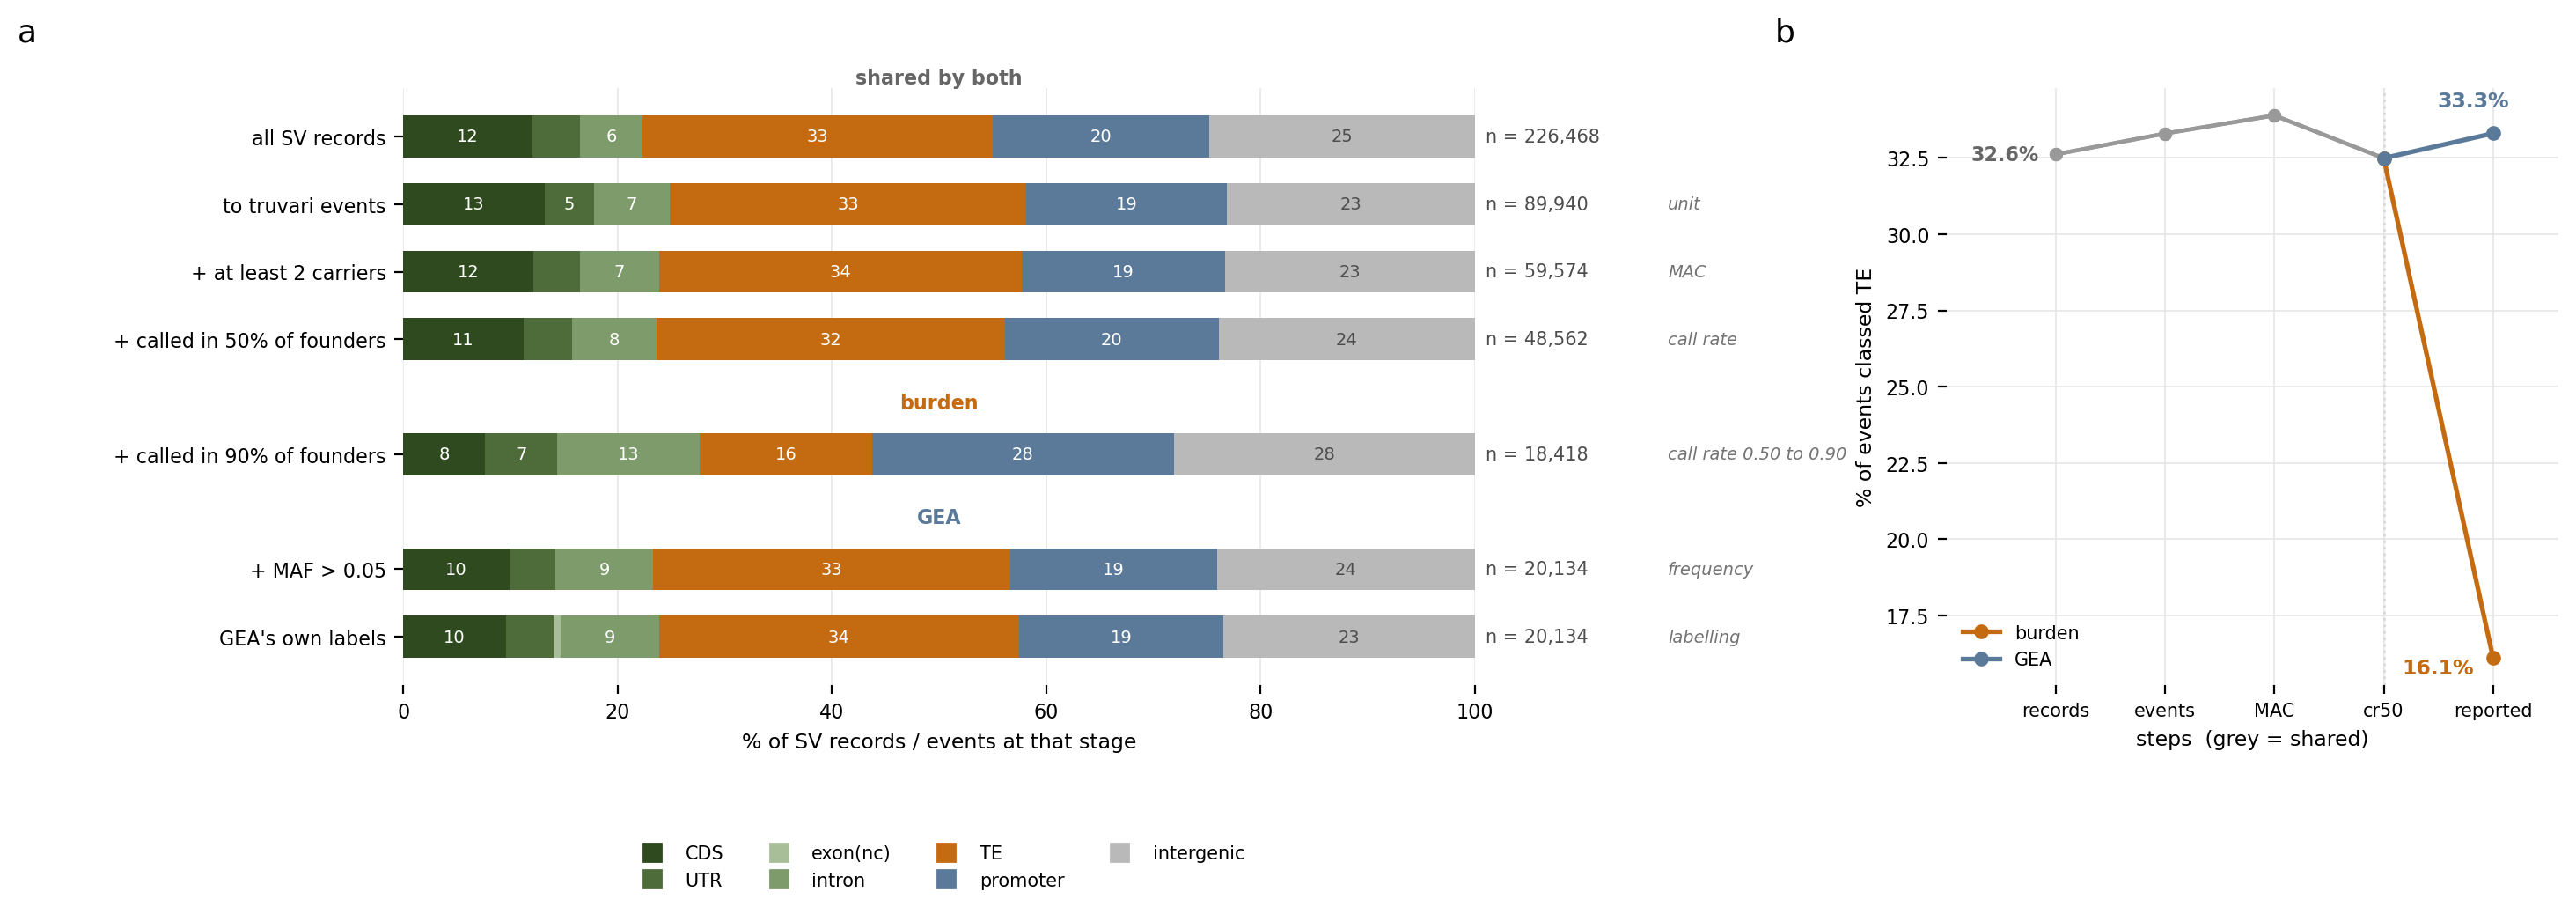 a
shared by both
all SV records 12 6 33 20 25 n = 226,468
to truvari events 13 5 7 33 19 23 n = 89,940 unit
+ at least 2 carriers 12 7 34 19 23 n = 59,574 MAC
+ called in 50% of founders 11 8 32 20 24 n = 48,562 call rate
burden
+ called in 90% of founders 8 7 13 16 28 28 n = 18,418 call rate 0.50 to 0.90
GEA
+ MAF > 0.05 10 9 33 19 24 n = 20,134 frequency
GEA's own labels 10 9 34 19 23 n = 20,134 labelling
0 20 40 60 80 100
% of SV records / events at that stage
CDS exon(nc) TE intergenic
UTR intron promoter
b
33.3%
32.6%
32.5
30.0
27.5
25.0
22.5
20.0
17.5
% of events classed TE
burden
GEA
16.1%
records events MAC cr50 reported
steps (grey = shared)